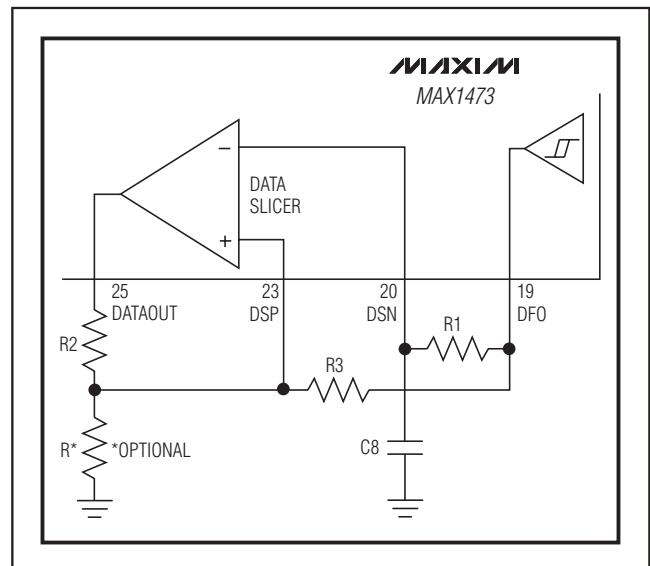 MAXIM
MAX1473
−
DATA
SLICER
+
25
DATAOUT
23
DSP
20
DSN
19
DFO
R1
R2
R3
R*
*OPTIONAL
C8